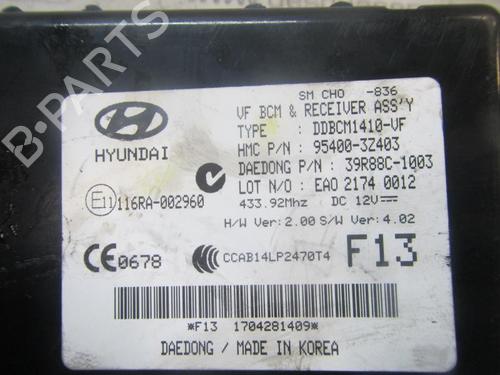 SM CHO -836
VF BCM & RECEIVER ASS'Y
TYPE : DDBCM1410-VF
HYUNDAI
HMC P/N : 95400-3Z403
DAEDONG P/N : 39R88C-1003
LOT N/O : EAO 2174 0012
E11 116RA-002960
433.92Mhz DC 12V
H/W Ver: 2.00 S/W Ver: 4.02
CE 0678
CCAB14LP2470T4
F13
*F13 1704281409*
DAEDONG / MADE IN KOREA